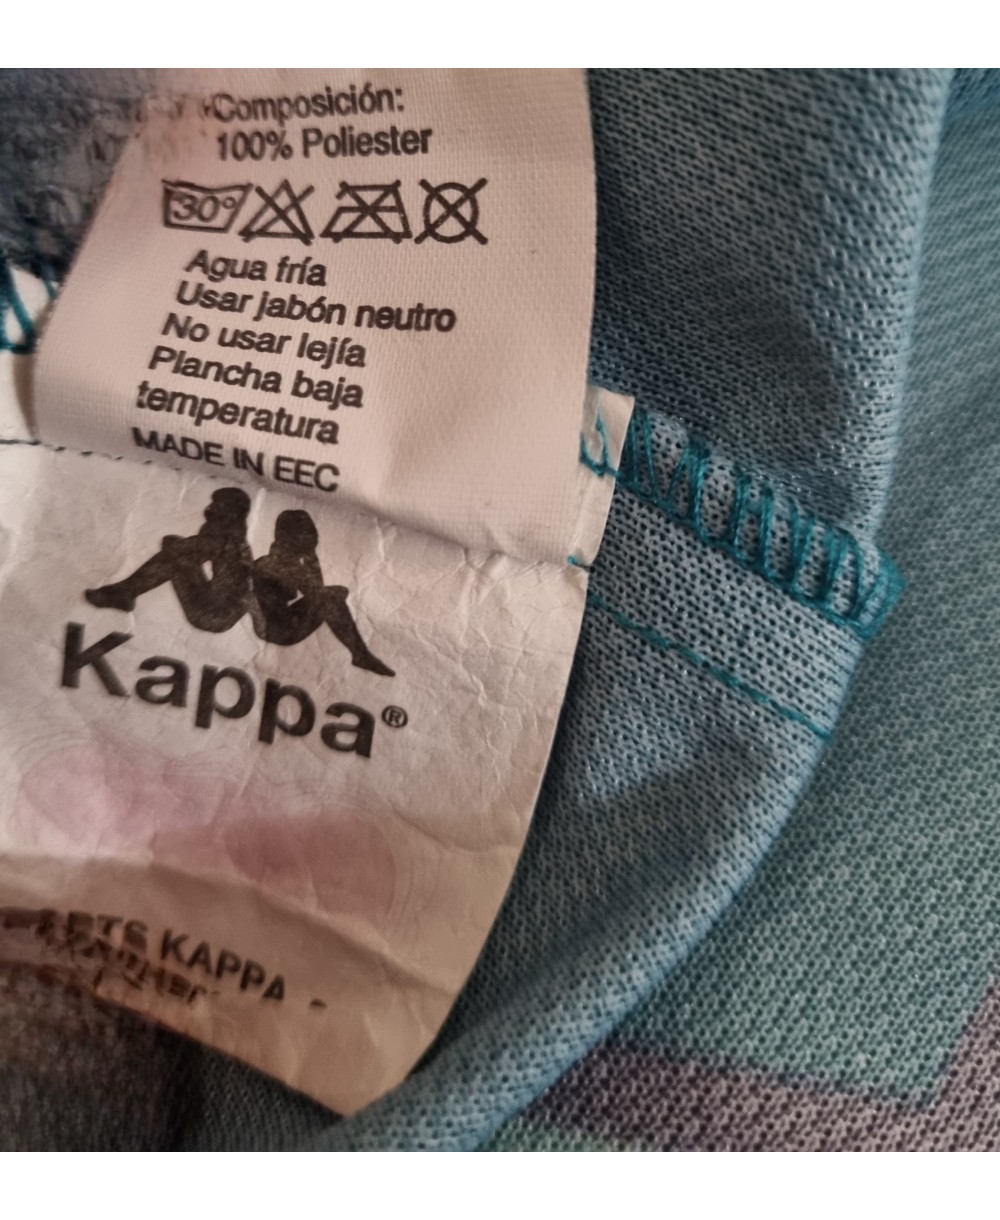 Composición:
100% Poliester
30°
Agua fría
Usar jabón neutro
No usar lejía
Plancha baja
temperatura
MADE IN EEC
Kappa®
KAPPA